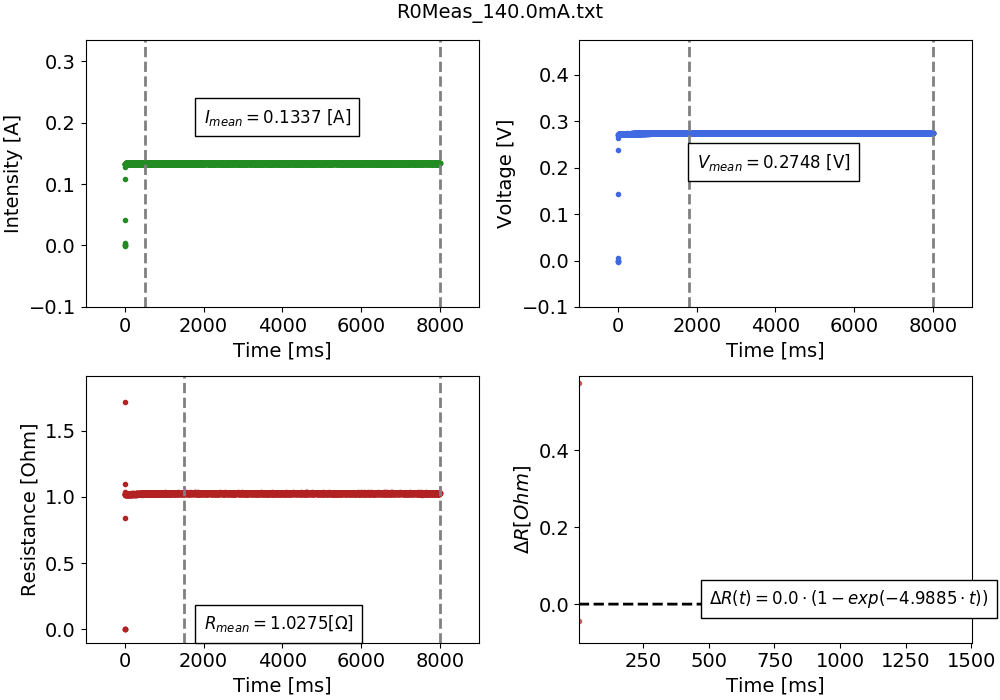 R0Meas_140.0mA.txt
Intensity [A]
0.3
0.2
0.1
0.0
−0.1
I_mean = 0.1337 [A]
0 2000 4000 6000 8000
Time [ms]
Voltage [V]
0.4
0.3
0.2
0.1
0.0
−0.1
V_mean = 0.2748 [V]
0 2000 4000 6000 8000
Time [ms]
Resistance [Ohm]
1.5
1.0
0.5
0.0
R_mean = 1.0275[Ω]
0 2000 4000 6000 8000
Time [ms]
ΔR[Ohm]
0.4
0.2
0.0
ΔR(t) = 0.0 · (1 − exp(−4.9885 · t))
250 500 750 1000 1250 1500
Time [ms]